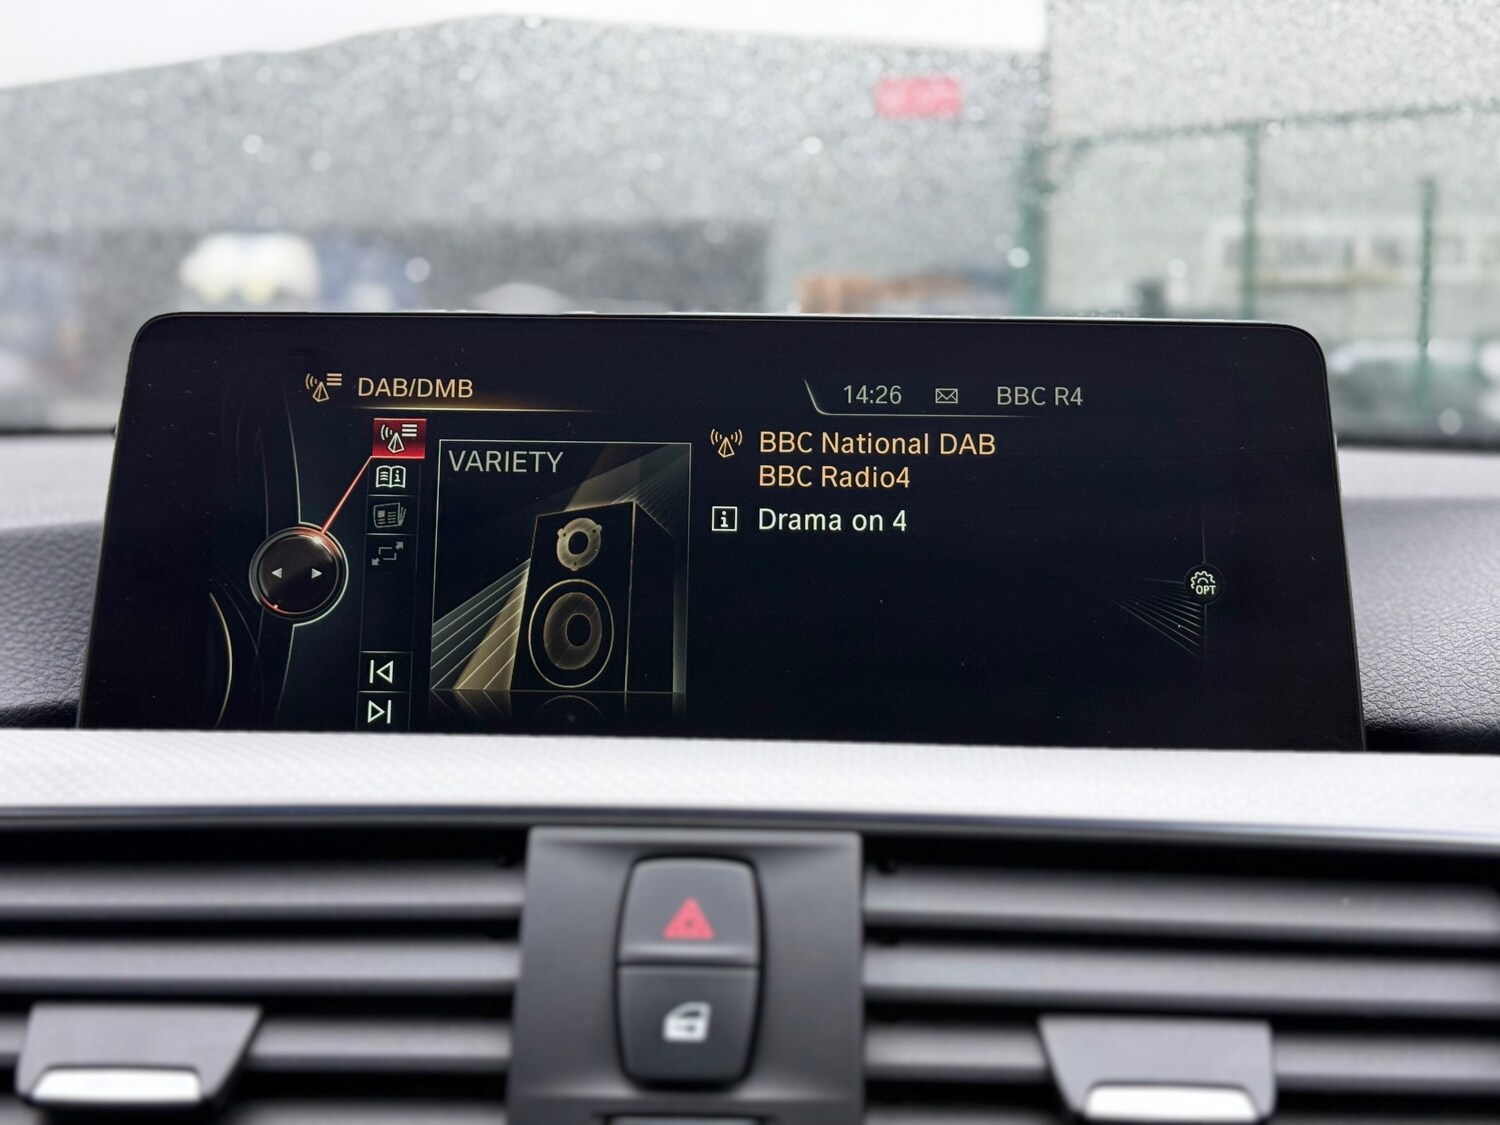 DAB/DMB
14:26 BBC R4
VARIETY
BBC National DAB
BBC Radio4
Drama on 4
OPT